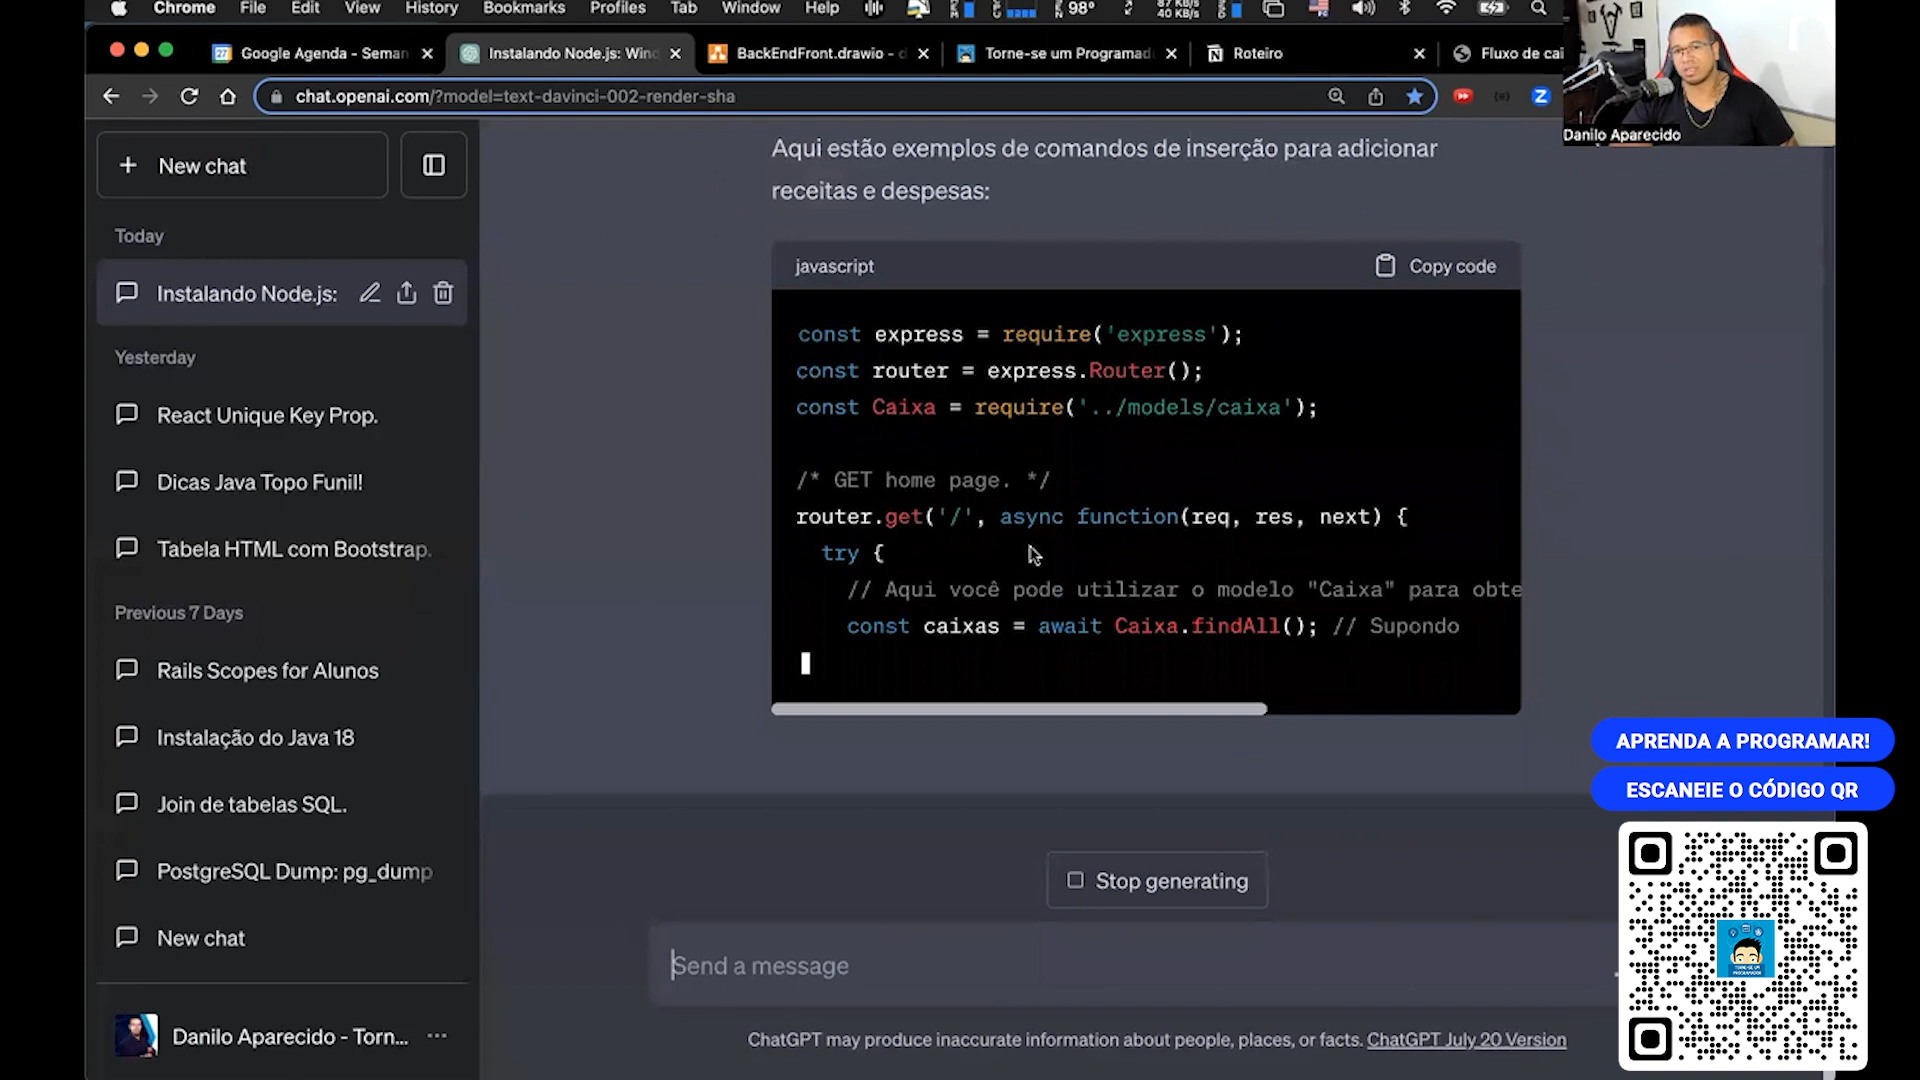 Chrome File Edit View History Bookmarks Profiles Tab Window Help 98° 87 KB/s 40 KB/s
Google Agenda - Seman
Instalando Node.js: Winc
BackEndFront.drawio - d
Torne-se um Programad
Roteiro
Fluxo de cai
chat.openai.com/?model=text-davinci-002-render-sha
Danilo Aparecido
New chat
Today
Instalando Node.js:
Yesterday
React Unique Key Prop.
Dicas Java Topo Funil!
Tabela HTML com Bootstrap.
Previous 7 Days
Rails Scopes for Alunos
Instalação do Java 18
Join de tabelas SQL.
PostgreSQL Dump: pg_dump
New chat
Danilo Aparecido - Torn...
Aqui estão exemplos de comandos de inserção para adicionar
receitas e despesas:
javascript
Copy code
const express = require('express');
const router = express.Router();
const Caixa = require('../models/caixa');
/* GET home page. */
router.get('/', async function(req, res, next) {
try {
// Aqui você pode utilizar o modelo "Caixa" para obte
const caixas = await Caixa.findAll(); // Supondo
Stop generating
Send a message
ChatGPT may produce inaccurate information about people, places, or facts. ChatGPT July 20 Version
APRENDA A PROGRAMAR!
ESCANEIE O CÓDIGO QR